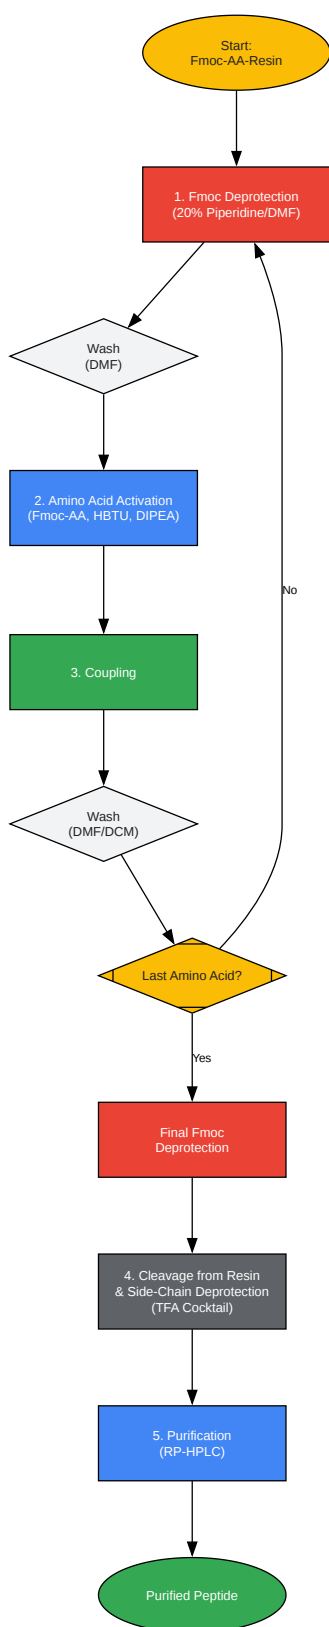 Start:
Fmoc-AA-Resin
1. Fmoc Deprotection
(20% Piperidine/DMF)
Wash
(DMF)
2. Amino Acid Activation
(Fmoc-AA, HBTU, DIPEA)
No
3. Coupling
Wash
(DMF/DCM)
Last Amino Acid?
Yes
Final Fmoc
Deprotection
4. Cleavage from Resin
& Side-Chain Deprotection
(TFA Cocktail)
5. Purification
(RP-HPLC)
Purified Peptide